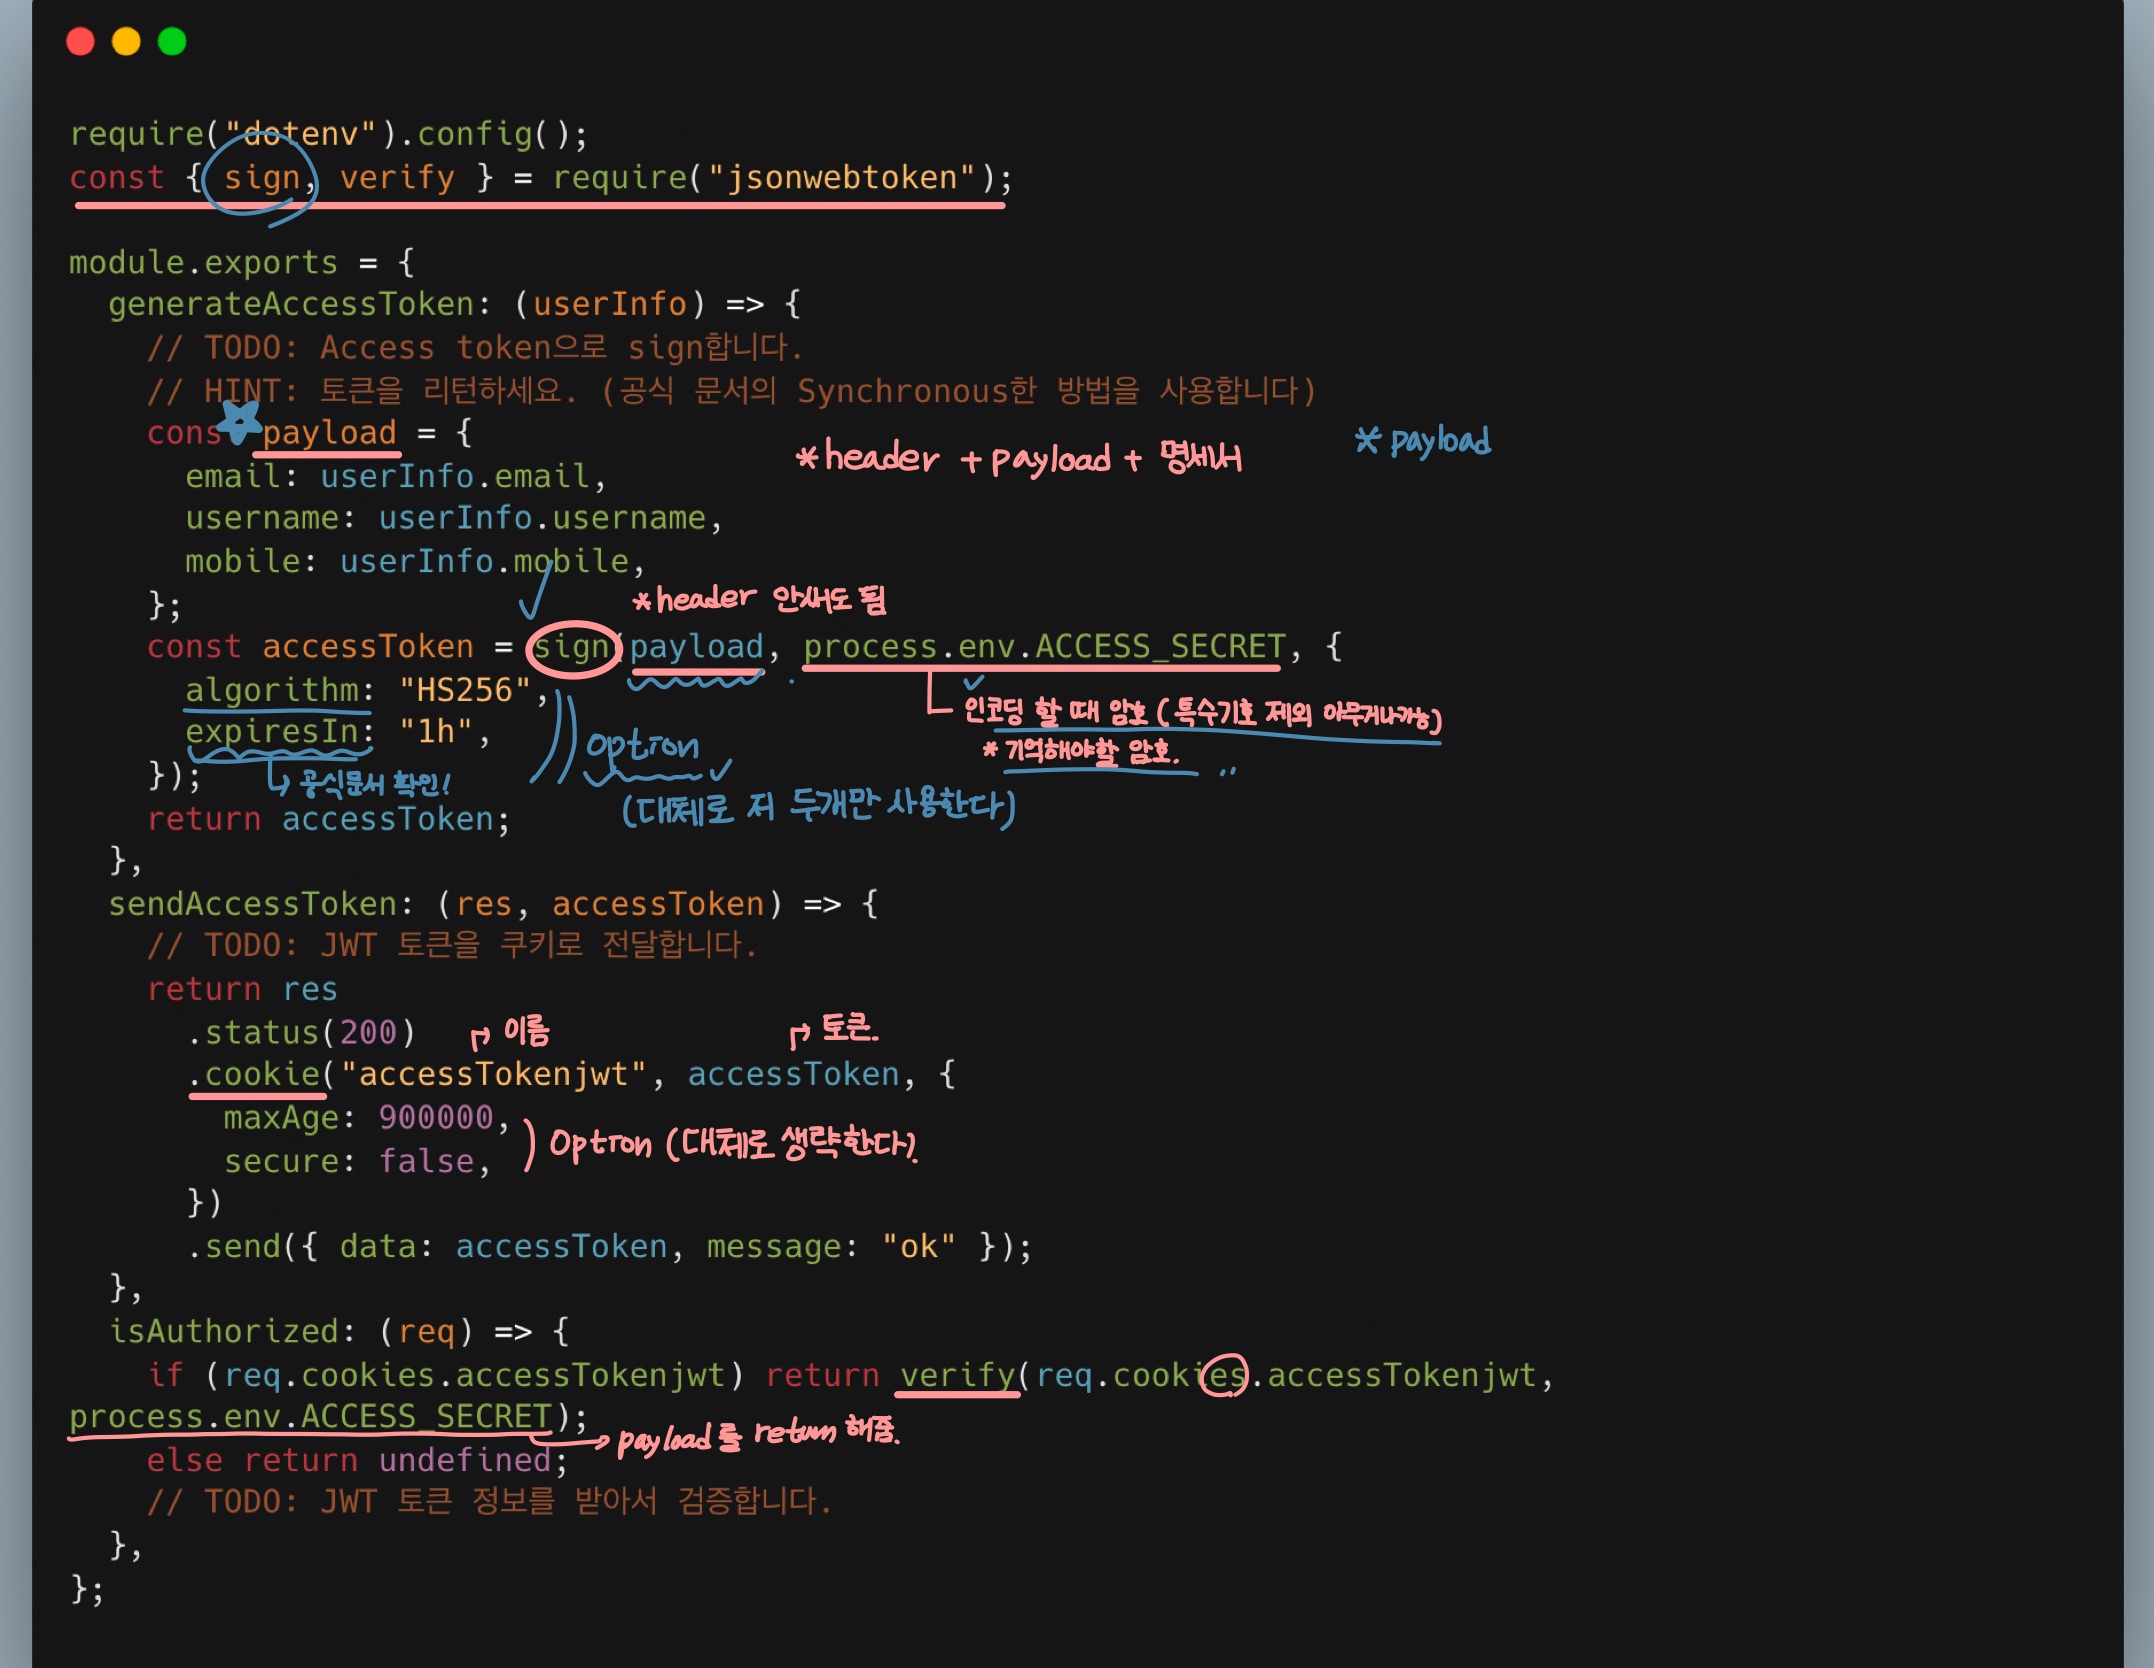 require("dotenv").config();
const { sign, verify } = require("jsonwebtoken");
module.exports = {
generateAccessToken: (userInfo) => {
// TODO: Access token으로 sign합니다.
// HINT: 토큰을 리턴하세요. (공식 문서의 Synchronous한 방법을 사용합니다)
const payload = {
*header + payload + 명세서
* payload
email: userInfo.email,
username: userInfo.username,
mobile: userInfo.mobile,
};
*header 안써도 됨
const accessToken = sign(payload, process.env.ACCESS_SECRET, {
algorithm: "HS256",
인코딩 할 때 암호 (특수기호 제외 아무거나가능)
expiresIn: "1h",
option
* 기억해야할 암호.
});
공식문서 확인!
(대체로 저 두개만 사용한다)
return accessToken;
},
sendAccessToken: (res, accessToken) => {
// TODO: JWT 토큰을 쿠키로 전달합니다.
return res
.status(200)
이름
토큰.
.cookie("accessTokenjwt", accessToken, {
maxAge: 900000,
secure: false,
option (대체로 생략한다).
})
.send({ data: accessToken, message: "ok" });
},
isAuthorized: (req) => {
if (req.cookies.accessTokenjwt) return verify(req.cookies.accessTokenjwt,
process.env.ACCESS_SECRET);
payload를 return 해줌.
else return undefined;
// TODO: JWT 토큰 정보를 받아서 검증합니다.
},
};